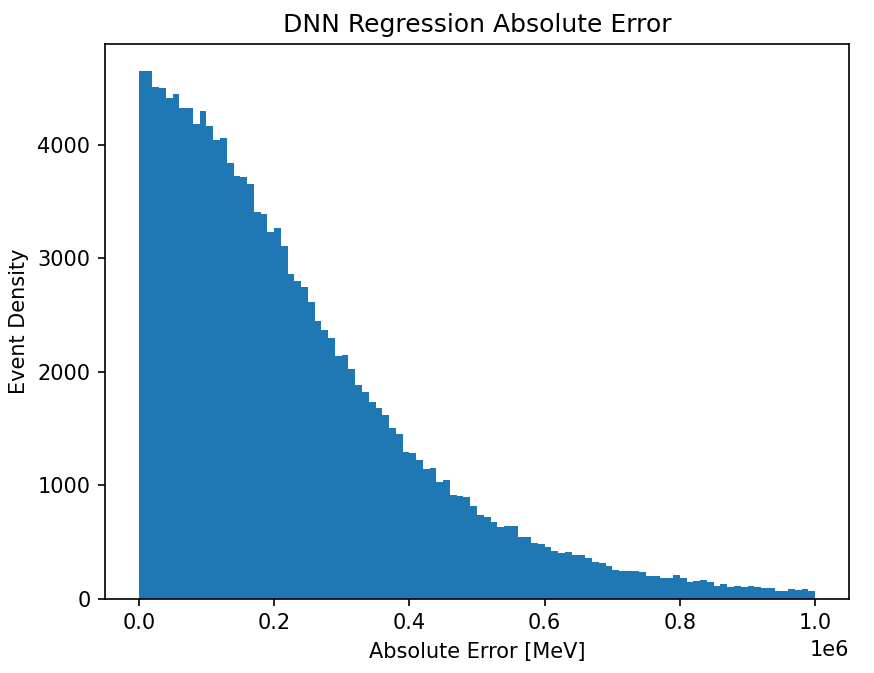 DNN Regression Absolute Error
Event Density
4000
3000
2000
1000
0
0.0 0.2 0.4 0.6 0.8 1.0
1e6
Absolute Error [MeV]